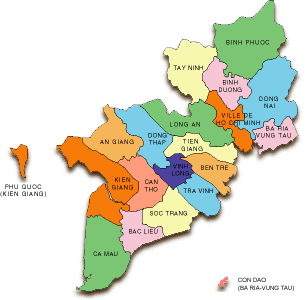 BINH PHUOC
TAY NINH
BINH
DUONG
DONG
NAI
VILLE DE
HO CHI MINH
BA RIA
VUNG TAU
LONG AN
AN GIANG
DONG
THAP
TIEN
GIANG
BEN TRE
VINH
LONG
KIEN
GIANG
CAN
THO
TRA VINH
SOC TRANG
BAC LIEU
CA MAU
PHU QUOC
(KIEN GIANG)
CON DAO
(BA RIA-VUNG TAU)